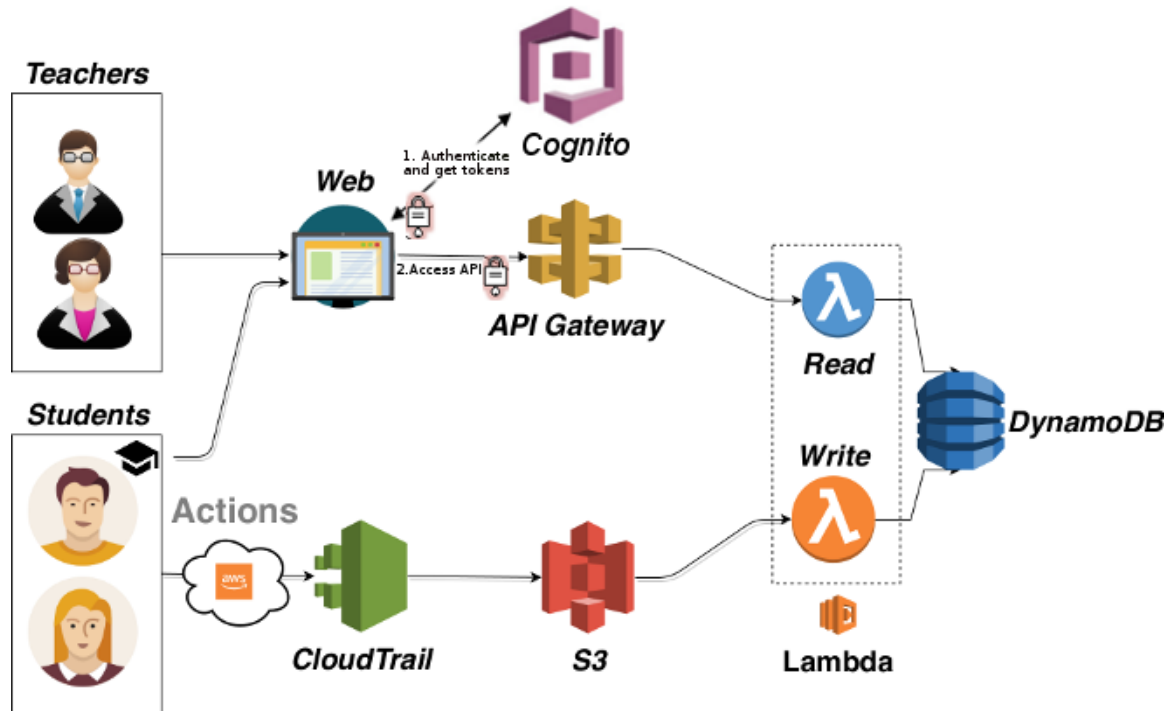 Teachers
Cognito
1. Authenticate
and get tokens
Web
2.Access API
API Gateway
Read
Students
DynamoDB
Write
Actions
aws
CloudTrail
S3
Lambda